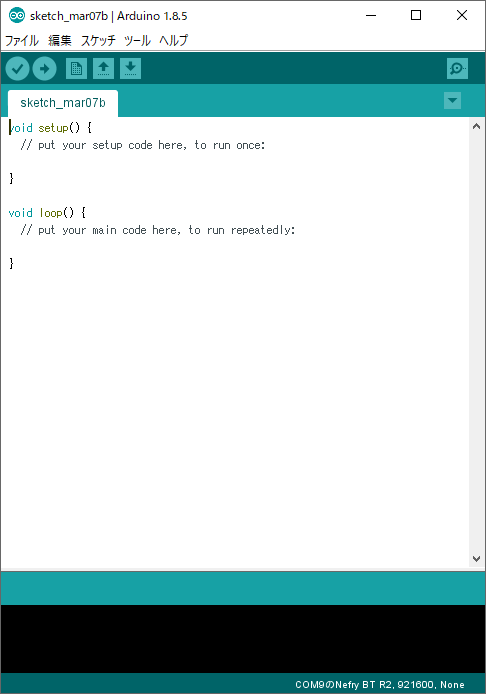 sketch_mar07b | Arduino 1.8.5
ファイル 編集 スケッチ ツール ヘルプ
sketch_mar07b
void setup() {
// put your setup code here, to run once:
}
void loop() {
// put your main code here, to run repeatedly:
}
COM9のNefry BT R2, 921600, None